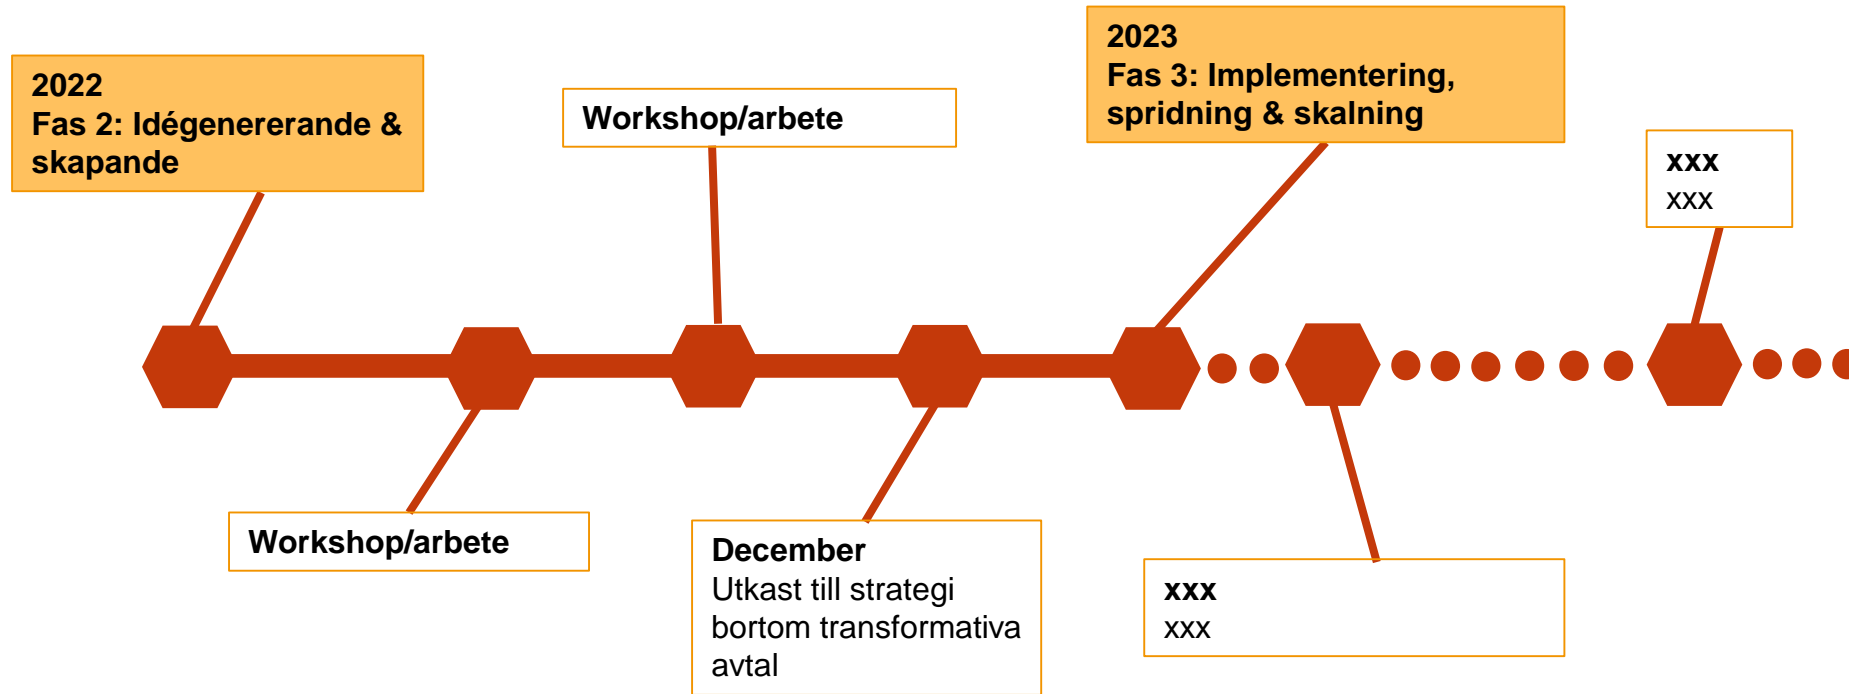 2022
Fas 2: Idégenererande &
skapande
Workshop/arbete
Workshop/arbete
December
Utkast till strategi
bortom transformativa
avtal
2023
Fas 3: Implementering,
spridning & skalning
xxx
xxx
xxx
xxx